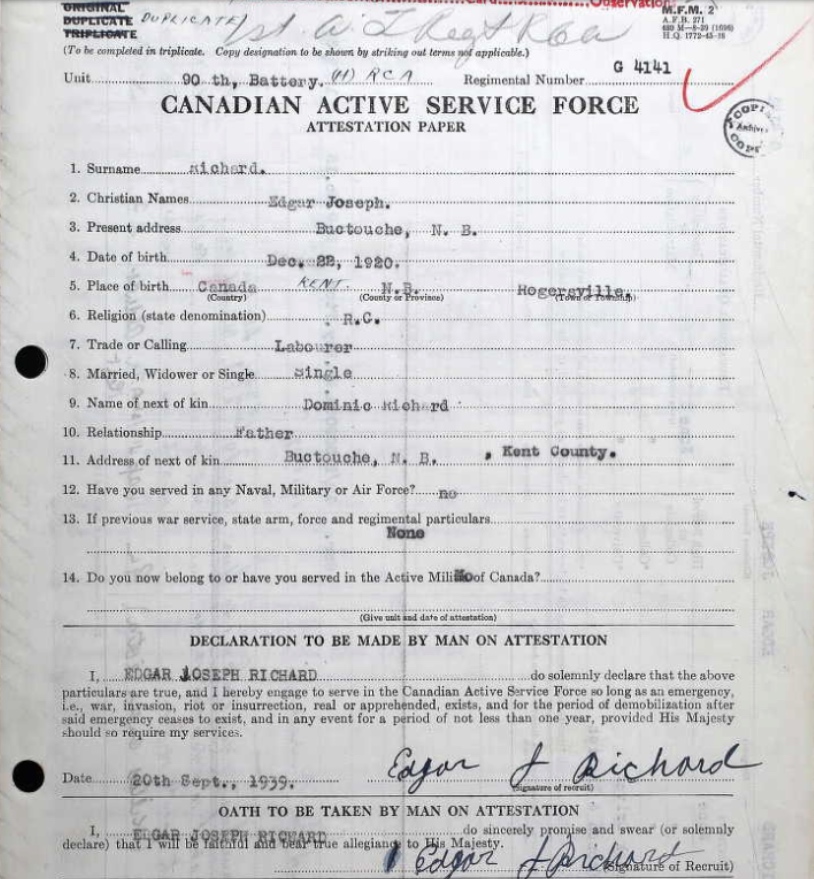 Observation
ORIGINAL
DUPLICATE DUPLICATE
TRIPLICATE
1st A. T. Regt RCA
M.F.M. 2
(To be completed in triplicate. Copy designation to be shown by striking out terms not applicable.)
H.Q. 1772-45-16
G 4141
Unit 90 th, Battery. (H) RCA Regimental Number
CANADIAN ACTIVE SERVICE FORCE
ATTESTATION PAPER
COPIE Archives COPY
1. Surname Richard.
2. Christian Names Edgar Joseph.
3. Present address Buctouche, N. B.
4. Date of birth Dec. 22, 1920.
5. Place of birth Canada KENT. N.B. Rogersville,
(Country) (County or Province) (Town or Township)
6. Religion (state denomination) R.C.
7. Trade or Calling Labourer
8. Married, Widower or Single Single
9. Name of next of kin Dominic Richard
10. Relationship Father
11. Address of next of kin Buctouche, N. B. , Kent County.
12. Have you served in any Naval, Military or Air Force? no
13. If previous war service, state arm, force and regimental particulars
None
14. Do you now belong to or have you served in the Active Militia of Canada? No
(Give unit and date of attestation)
DECLARATION TO BE MADE BY MAN ON ATTESTATION
I, EDGAR JOSEPH RICHARD do solemnly declare that the above
particulars are true, and I hereby engage to serve in the Canadian Active Service Force so long as an emergency,
i.e., war, invasion, riot or insurrection, real or apprehended, exists, and for the period of demobilization after
said emergency ceases to exist, and in any event for a period of not less than one year, provided His Majesty
should so require my services.
Edgar J Richard
Date 20th Sept., 1939.
(Signature of recruit)
OATH TO BE TAKEN BY MAN ON ATTESTATION
I, EDGAR JOSEPH RICHARD do sincerely promise and swear (or solemnly
declare) that I will be faithful and bear true allegiance to His Majesty.
Edgar J Richard (Signature of Recruit)